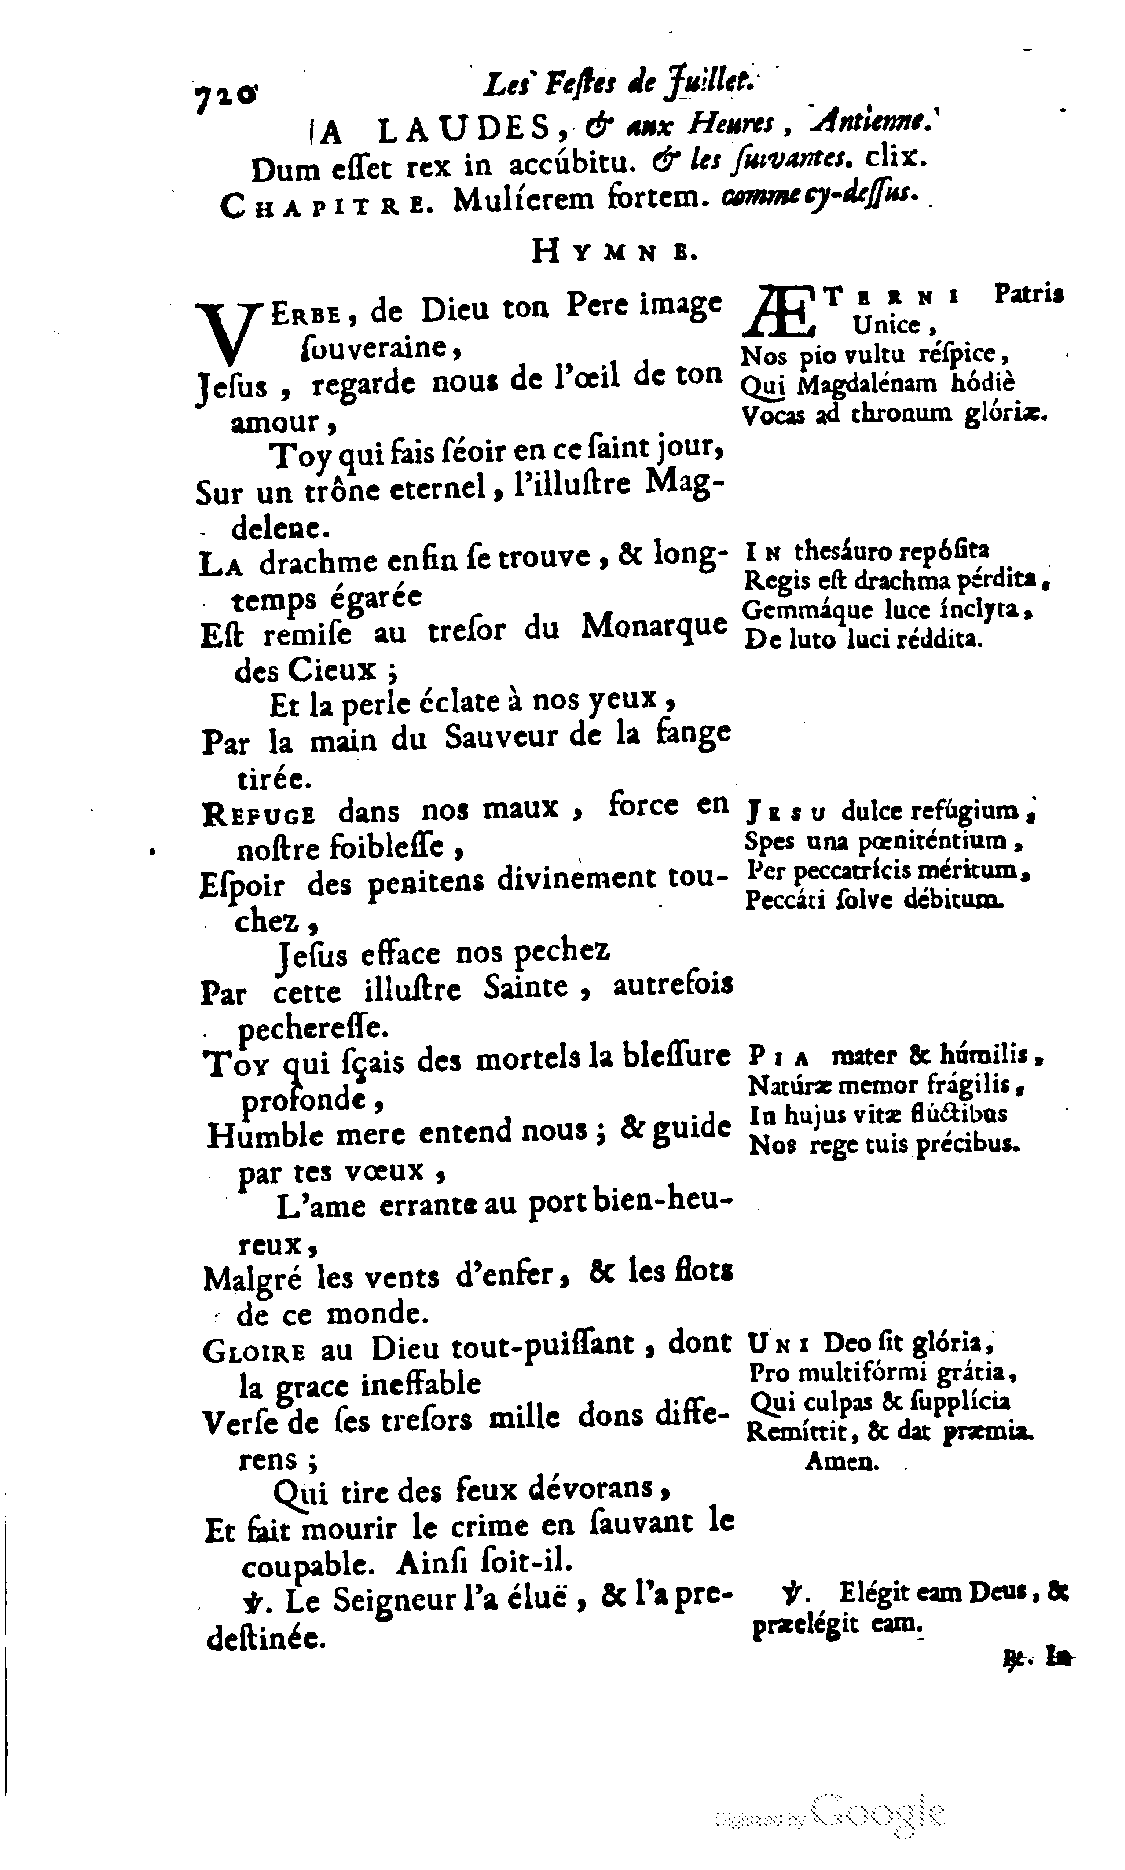 720 Les Festes de Juillet.
A LAUDES, & aux Heures, Antienne.
Dum eſſet rex in accúbitu. & les ſuivantes. clix.
CHAPITRE. Mulíerem fortem. comme cy-deſſus.
HYMNE.
VERBE, de Dieu ton Pere image
ſouveraine,
Jeſus, regarde nous de l'œil de ton
amour,
Toy qui fais ſéoir en ce ſaint jour,
Sur un trône eternel, l'illuſtre Mag-
delene.
LA drachme enfin ſe trouve, & long-
temps égarée
Eſt remiſe au treſor du Monarque
des Cieux;
Et la perle éclate à nos yeux,
Par la main du Sauveur de la fange
tirée.
REFUGE dans nos maux, force en
noſtre foibleſſe,
Eſpoir des penitens divinement tou-
chez,
Jeſus efface nos pechez
Par cette illuſtre Sainte, autrefois
pechereſſe.
TOY qui ſçais des mortels la bleſſure
profonde,
Humble mere entend nous; & guide
par tes vœux,
L'ame errante au port bien-heu-
reux,
Malgré les vents d'enfer, & les flots
de ce monde.
GLOIRE au Dieu tout-puiſſant, dont
la grace ineffable
Verſe de ſes treſors mille dons diffe-
rens;
Qui tire des feux dévorans,
Et fait mourir le crime en ſauvant le
coupable. Ainſi ſoit-il.
℣. Le Seigneur l'a éluë, & l'a pre-
deſtinée.
ÆTERNI Patris
Unice,
Nos pio vultu réſpice,
Qui Magdalénam hódiè
Vocas ad thronum glóriæ.
IN thesáuro repóſita
Regis eſt drachma pérdita,
Gemmáque luce ínclyta,
De luto luci réddita.
JESU dulce refúgium,
Spes una pœniténtium,
Per peccatrícis méritum,
Peccáti ſolve débitum.
PIA mater & húmilis,
Natúræ memor frágilis,
In hujus vitæ flúctibus
Nos rege tuis précibus.
UNI Deo ſit glória,
Pro multifórmi grátia,
Qui culpas & ſupplícia
Remíttit, & dat præmia.
Amen.
℣. Elégit eam Deus, &
præelégit eam.
℟. In
Digitized by Google